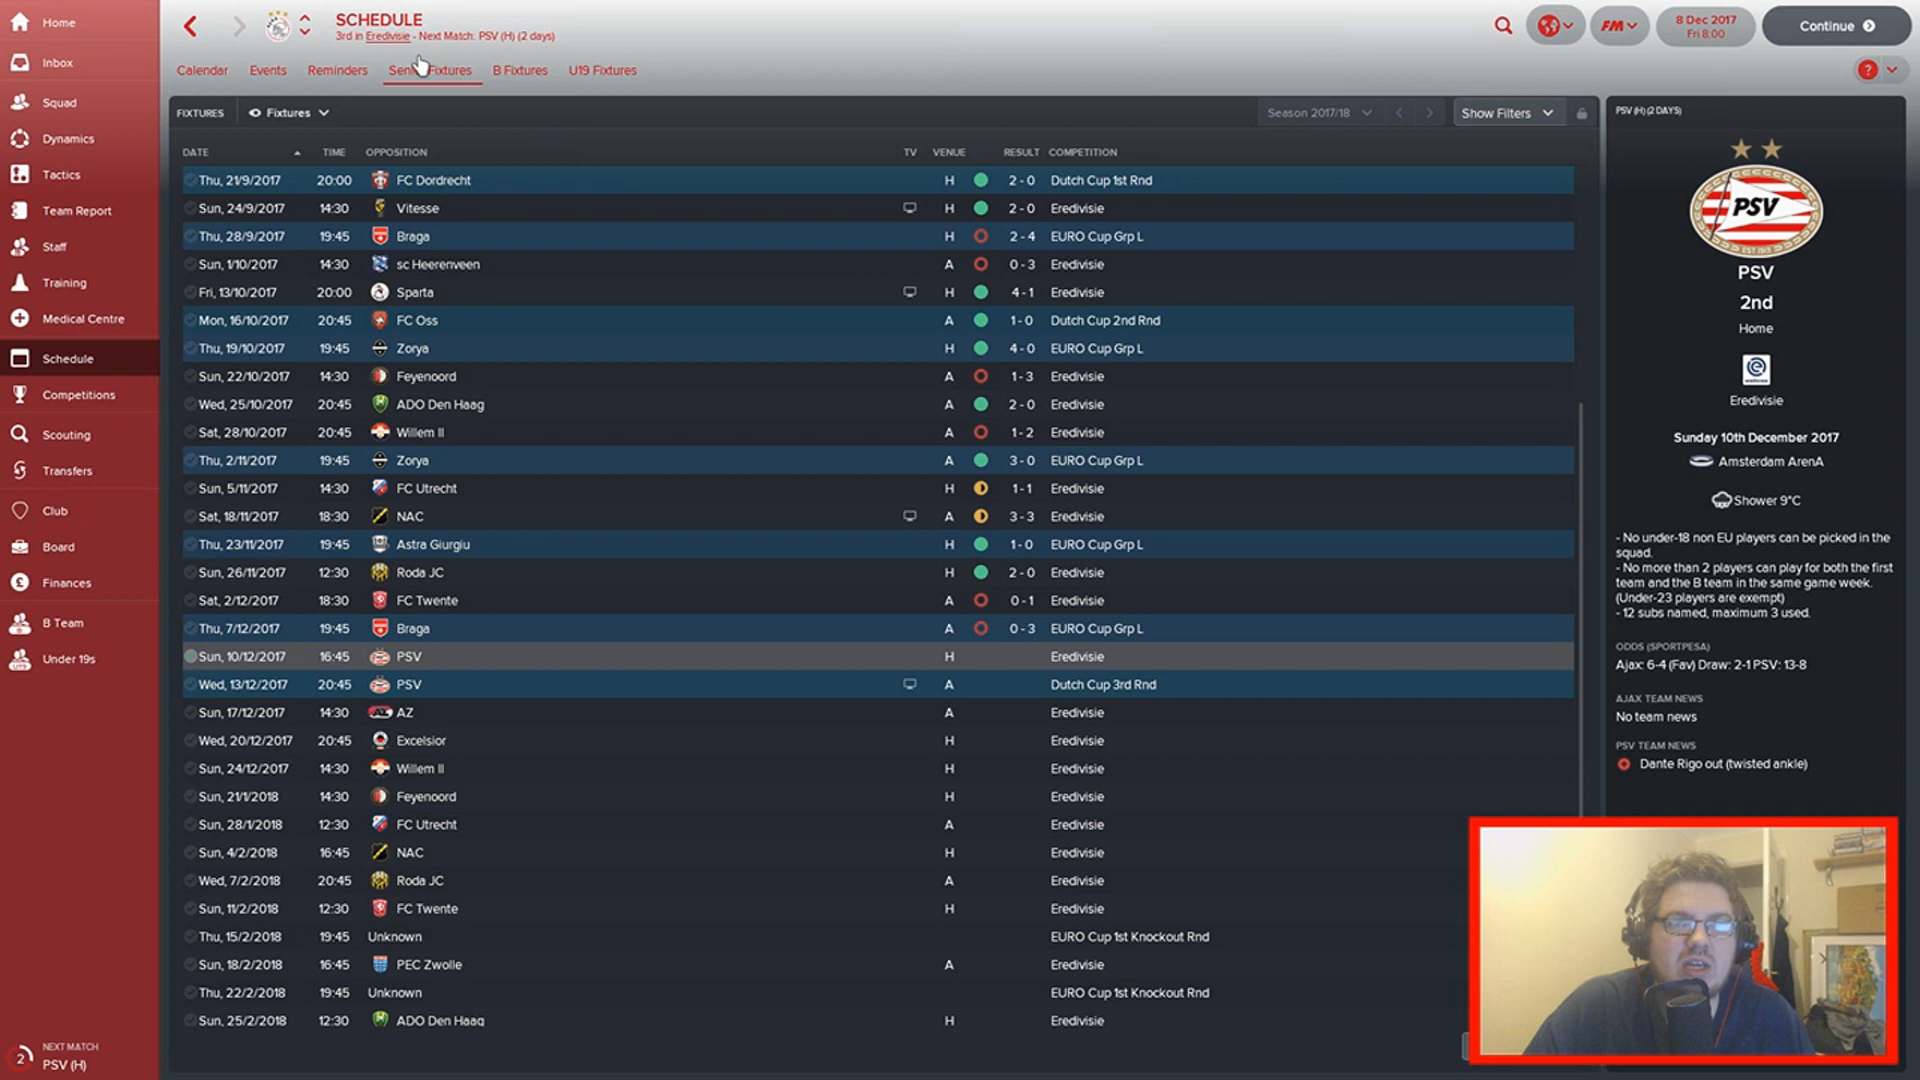 Home
Inbox
Squad
Dynamics
Tactics
Team Report
Staff
Training
Medical Centre
Schedule
Competitions
Scouting
Transfers
Club
Board
Finances
B Team
Under 19s
2
NEXT MATCH
PSV (H)
SCHEDULE
3rd in Eredivisie - Next Match: PSV (H) (2 days)
FM
8 Dec 2017
Fri 8:00
Continue
Calendar Events Reminders Fixtures B Fixtures U19 Fixtures
?
FIXTURES Fixtures Season 2017/18 Show Filters
DATE TIME OPPOSITION TV VENUE RESULT COMPETITION
Thu, 21/9/2017 20:00 FC Dordrecht H 2 - 0 Dutch Cup 1st Rnd
Sun, 24/9/2017 14:30 Vitesse H 2 - 0 Eredivisie
Thu, 28/9/2017 19:45 Braga H 2 - 4 EURO Cup Grp L
Sun, 1/10/2017 14:30 sc Heerenveen A 0 - 3 Eredivisie
Fri, 13/10/2017 20:00 Sparta H 4 - 1 Eredivisie
Mon, 16/10/2017 20:45 FC Oss A 1 - 0 Dutch Cup 2nd Rnd
Thu, 19/10/2017 19:45 Zorya H 4 - 0 EURO Cup Grp L
Sun, 22/10/2017 14:30 Feyenoord A 1 - 3 Eredivisie
Wed, 25/10/2017 20:45 ADO Den Haag A 2 - 0 Eredivisie
Sat, 28/10/2017 20:45 Willem II A 1 - 2 Eredivisie
Thu, 2/11/2017 19:45 Zorya A 3 - 0 EURO Cup Grp L
Sun, 5/11/2017 14:30 FC Utrecht H 1 - 1 Eredivisie
Sat, 18/11/2017 18:30 NAC A 3 - 3 Eredivisie
Thu, 23/11/2017 19:45 Astra Giurgiu H 1 - 0 EURO Cup Grp L
Sun, 26/11/2017 12:30 Roda JC H 2 - 0 Eredivisie
Sat, 2/12/2017 18:30 FC Twente A 0 - 1 Eredivisie
Thu, 7/12/2017 19:45 Braga A 0 - 3 EURO Cup Grp L
Sun, 10/12/2017 16:45 PSV H Eredivisie
Wed, 13/12/2017 20:45 PSV A Dutch Cup 3rd Rnd
Sun, 17/12/2017 14:30 AZ A Eredivisie
Wed, 20/12/2017 20:45 Excelsior H Eredivisie
Sun, 24/12/2017 14:30 Willem II H Eredivisie
Sun, 21/1/2018 14:30 Feyenoord H Eredivisie
Sun, 28/1/2018 12:30 FC Utrecht A Eredivisie
Sun, 4/2/2018 16:45 NAC H Eredivisie
Wed, 7/2/2018 20:45 Roda JC A Eredivisie
Sun, 11/2/2018 12:30 FC Twente H Eredivisie
Thu, 15/2/2018 19:45 Unknown EURO Cup 1st Knockout Rnd
Sun, 18/2/2018 16:45 PEC Zwolle A Eredivisie
Thu, 22/2/2018 19:45 Unknown EURO Cup 1st Knockout Rnd
Sun, 25/2/2018 12:30 ADO Den Haag H Eredivisie
PSV (H) (2 DAYS)
PSV
PSV
2nd
Home
Eredivisie
Sunday 10th December 2017
Amsterdam ArenA
Shower 9°C
- No under-18 non EU players can be picked in the
squad.
- No more than 2 players can play for both the first
team and the B team in the same game week.
(Under-23 players are exempt)
- 12 subs named, maximum 3 used.
ODDS (SPORTPESA)
Ajax: 6-4 (Fav) Draw: 2-1 PSV: 13-8
AJAX TEAM NEWS
No team news
PSV TEAM NEWS
Dante Rigo out (twisted ankle)